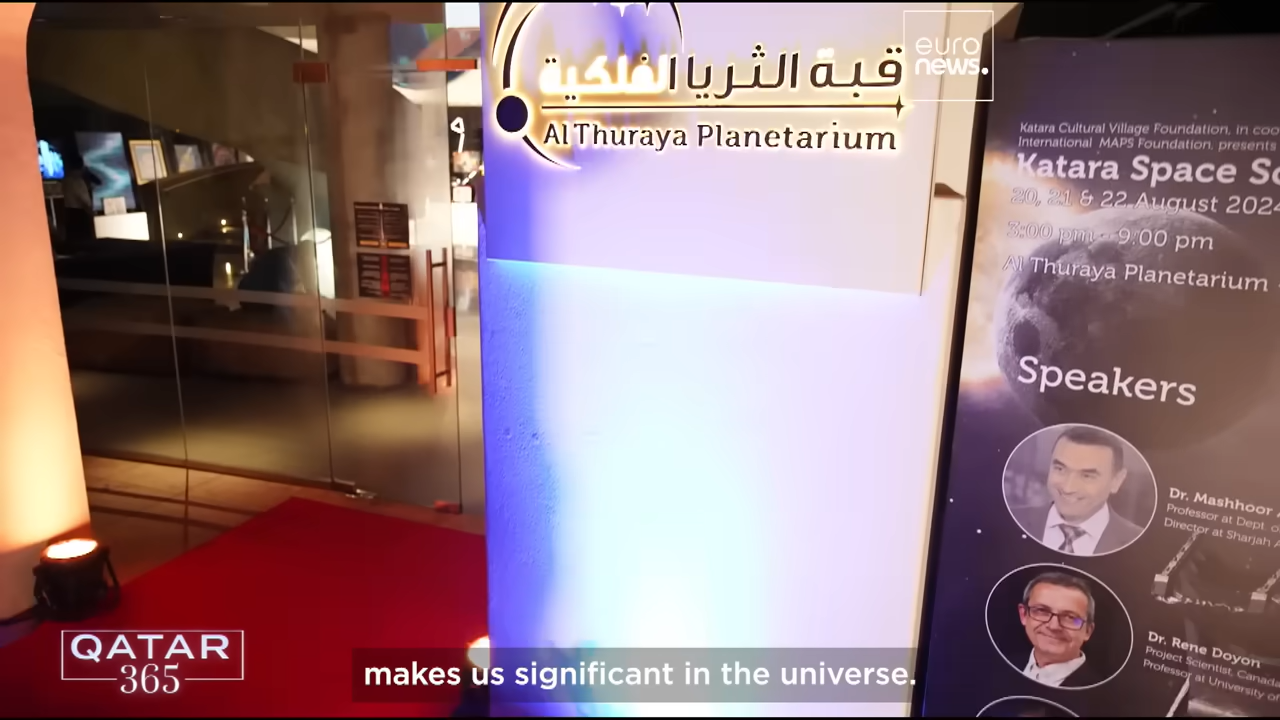 euro
news.
قبة الثريا الفلكية
Al Thuraya Planetarium
Katara Cultural Village Foundation, in coo
International MAPS Foundation, presents
Katara Space Sc
20, 21 & 22 August 2024
3:00 pm - 9:00 pm
Al Thuraya Planetarium -
Speakers
Dr. Mashhoor
Professor at Dept. o
Director at Sharjah A
Dr. Rene Doyon
Project Scientist, Canada
Professor at University of
QATAR
365
makes us significant in the universe.